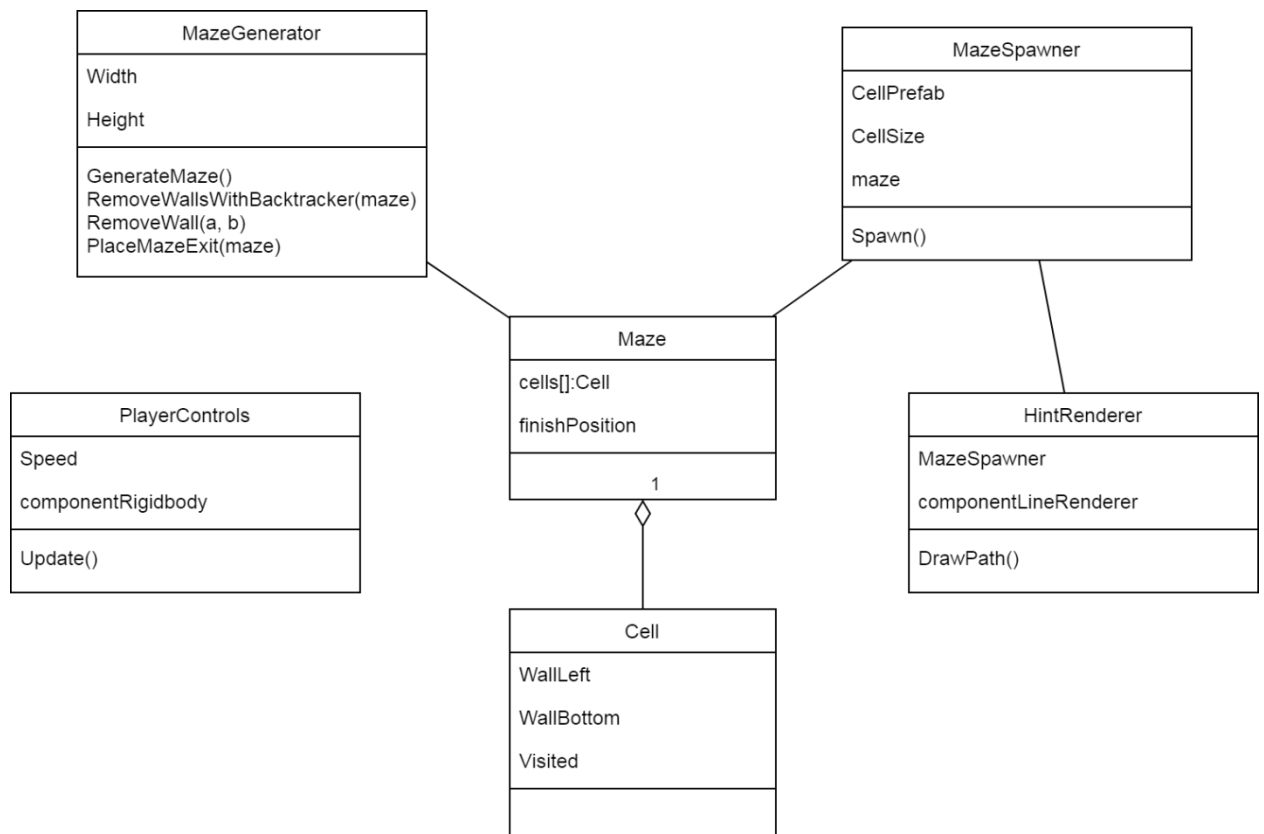 MazeGenerator
Width
Height
GenerateMaze()
RemoveWallsWithBacktracker(maze)
RemoveWall(a, b)
PlaceMazeExit(maze)
MazeSpawner
CellPrefab
CellSize
maze
Spawn()
Maze
cells[]:Cell
finishPosition
1
PlayerControls
Speed
componentRigidbody
Update()
HintRenderer
MazeSpawner
componentLineRenderer
DrawPath()
Cell
WallLeft
WallBottom
Visited